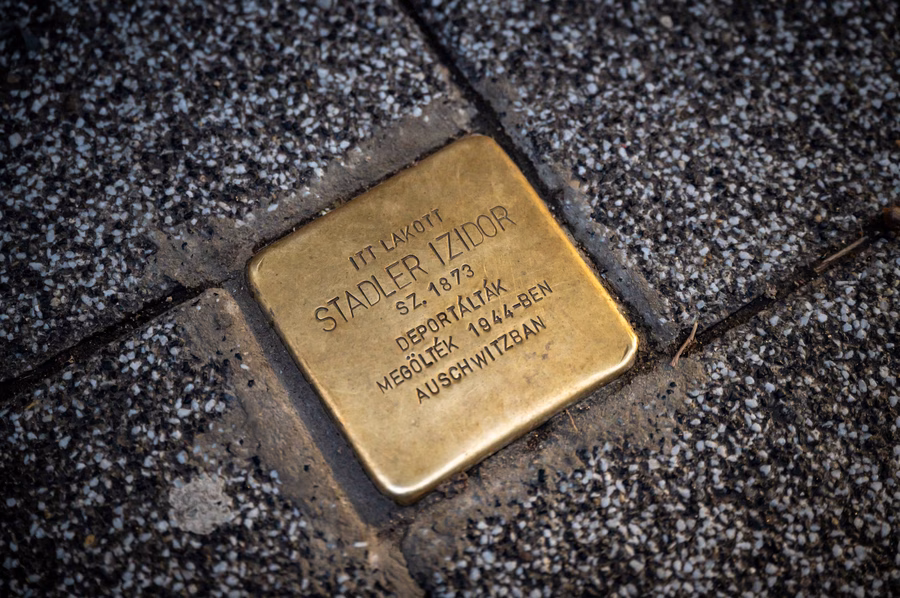 ITT LAKOTT
STADLER IZIDOR
SZ. 1873
DEPORTÁLTÁK
MEGÖLTÉK 1944-BEN
AUSCHWITZBAN